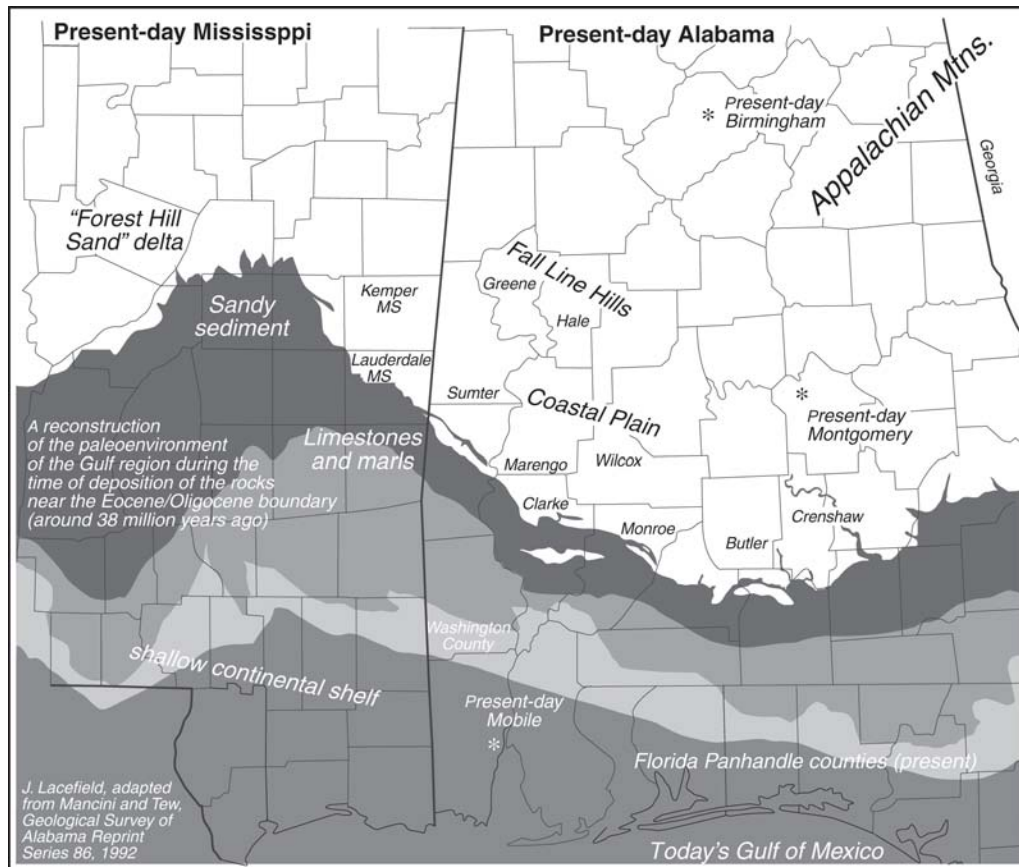 Present-day Mississppi
Present-day Alabama
Appalachian Mtns.
Georgia
*
Present-day
Birmingham
"Forest Hill
Sand" delta
Fall Line Hills
Greene
Hale
Kemper
MS
Sandy
sediment
Lauderdale
MS
Sumter
Coastal Plain
*
Present-day
Montgomery
A reconstruction
of the paleoenvironment
of the Gulf region during the
time of deposition of the rocks
near the Eocene/Oligocene boundary
(around 38 million years ago)
Limestones
and marls
Marengo
Wilcox
Clarke
Monroe
Butler
Crenshaw
Washington
County
shallow continental shelf
Present-day
Mobile
*
Florida Panhandle counties (present)
J. Lacefield, adapted
from Mancini and Tew,
Geological Survey of
Alabama Reprint
Series 86, 1992
Today's Gulf of Mexico